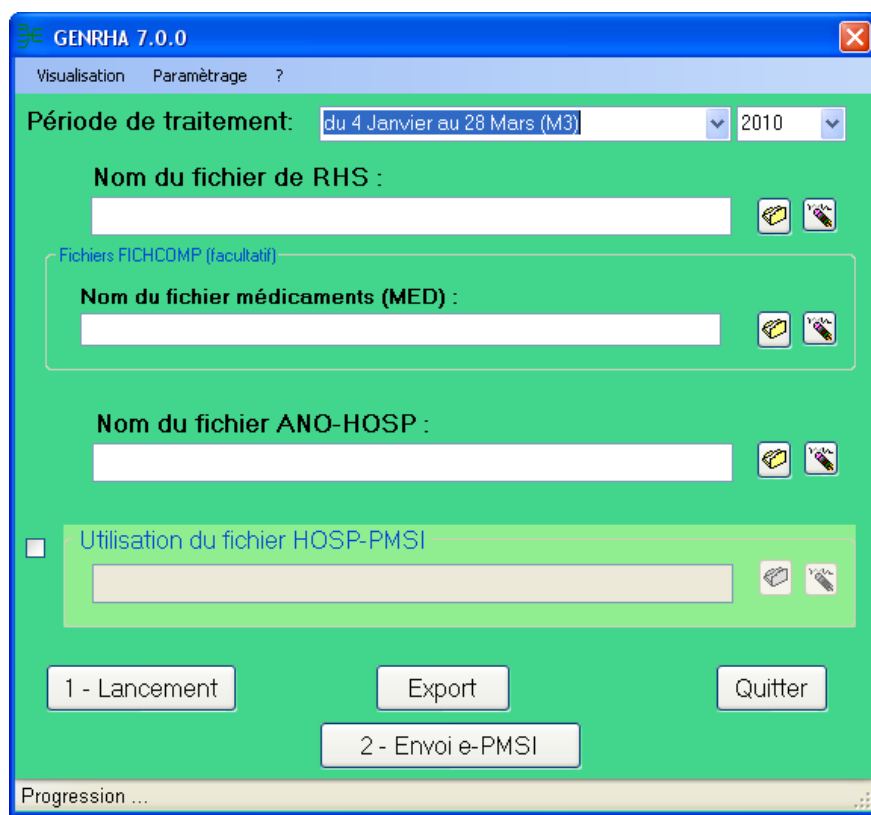 GENRHA 7.0.0
Visualisation Paramètrage ?
Période de traitement: du 4 Janvier au 28 Mars (M3) 2010
Nom du fichier de RHS :
Fichiers FICHCOMP (facultatif)
Nom du fichier médicaments (MED) :
Nom du fichier ANO-HOSP :
Utilisation du fichier HOSP-PMSI
1 - Lancement Export Quitter
2 - Envoi e-PMSI
Progression ...